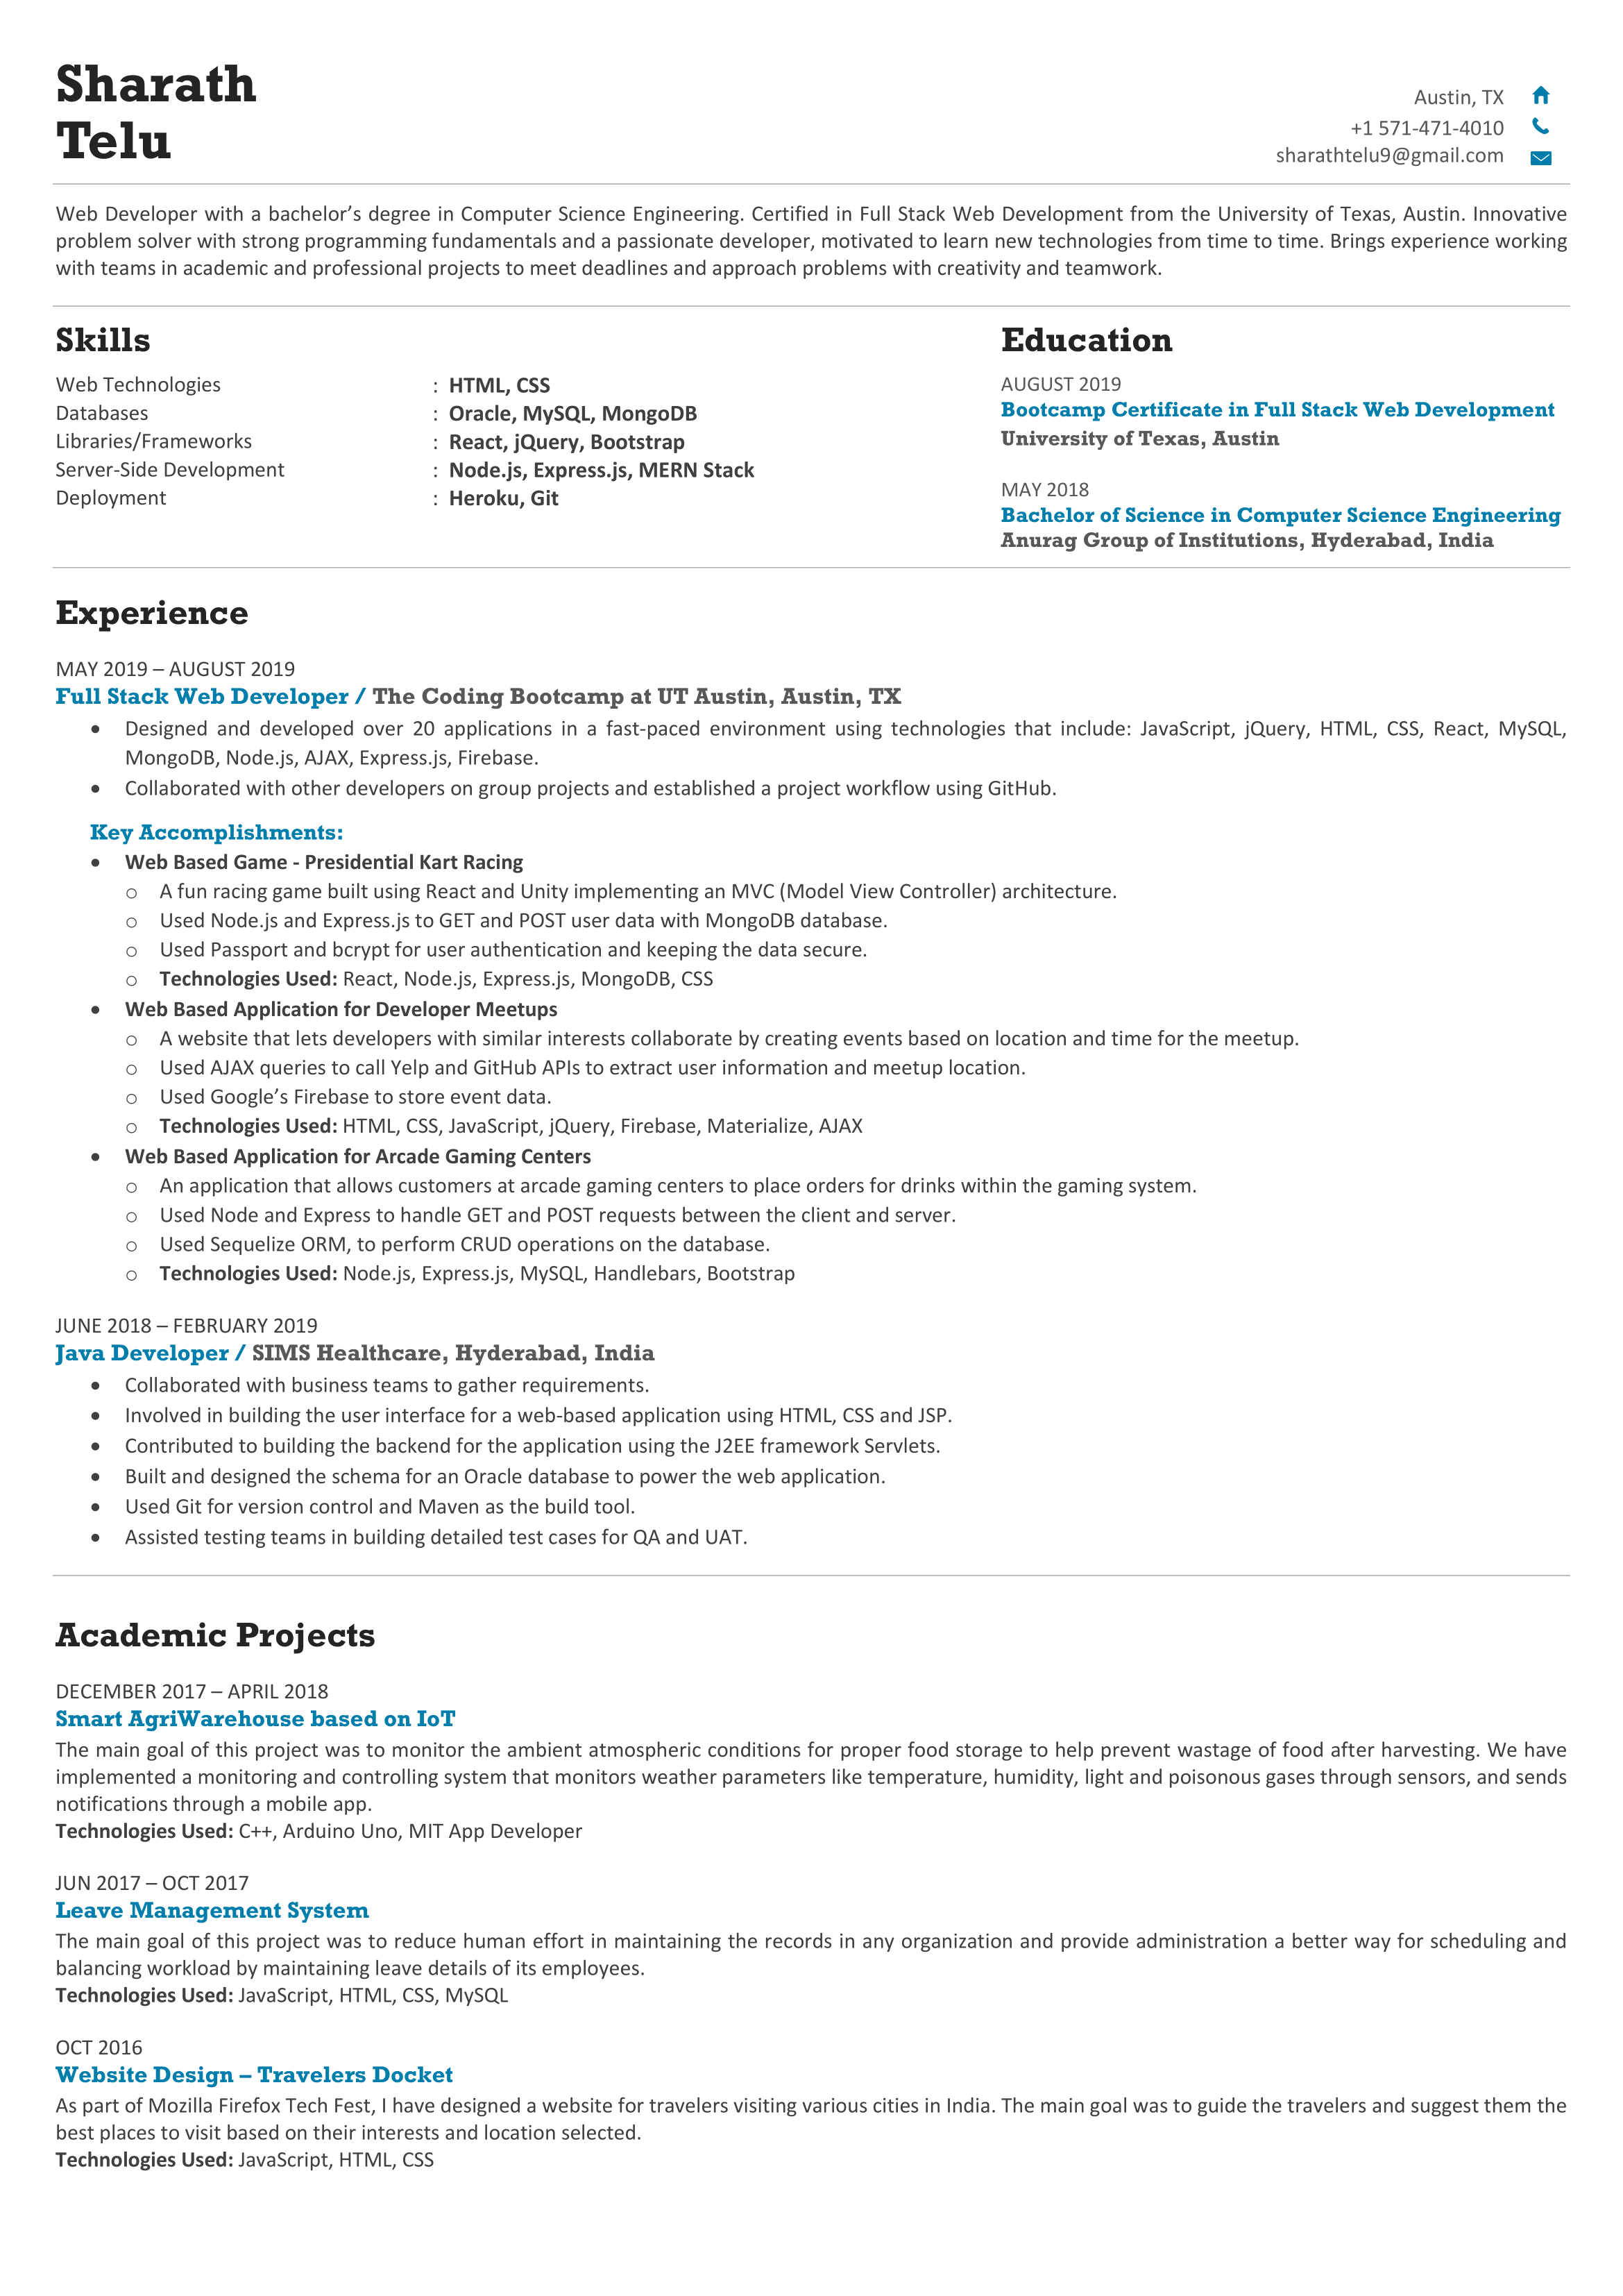 Sharath
Telu
Austin, TX
+1 571-471-4010
sharathtelu9@gmail.com
Web Developer with a bachelor’s degree in Computer Science Engineering. Certified in Full Stack Web Development from the University of Texas, Austin. Innovative
problem solver with strong programming fundamentals and a passionate developer, motivated to learn new technologies from time to time. Brings experience working
with teams in academic and professional projects to meet deadlines and approach problems with creativity and teamwork.
Skills
Web Technologies : HTML, CSS
Databases : Oracle, MySQL, MongoDB
Libraries/Frameworks : React, jQuery, Bootstrap
Server-Side Development : Node.js, Express.js, MERN Stack
Deployment : Heroku, Git
Education
AUGUST 2019
Bootcamp Certificate in Full Stack Web Development
University of Texas, Austin
MAY 2018
Bachelor of Science in Computer Science Engineering
Anurag Group of Institutions, Hyderabad, India
Experience
MAY 2019 – AUGUST 2019
Full Stack Web Developer / The Coding Bootcamp at UT Austin, Austin, TX
• Designed and developed over 20 applications in a fast-paced environment using technologies that include: JavaScript, jQuery, HTML, CSS, React, MySQL,
MongoDB, Node.js, AJAX, Express.js, Firebase.
• Collaborated with other developers on group projects and established a project workflow using GitHub.
Key Accomplishments:
• Web Based Game - Presidential Kart Racing
o A fun racing game built using React and Unity implementing an MVC (Model View Controller) architecture.
o Used Node.js and Express.js to GET and POST user data with MongoDB database.
o Used Passport and bcrypt for user authentication and keeping the data secure.
o Technologies Used: React, Node.js, Express.js, MongoDB, CSS
• Web Based Application for Developer Meetups
o A website that lets developers with similar interests collaborate by creating events based on location and time for the meetup.
o Used AJAX queries to call Yelp and GitHub APIs to extract user information and meetup location.
o Used Google’s Firebase to store event data.
o Technologies Used: HTML, CSS, JavaScript, jQuery, Firebase, Materialize, AJAX
• Web Based Application for Arcade Gaming Centers
o An application that allows customers at arcade gaming centers to place orders for drinks within the gaming system.
o Used Node and Express to handle GET and POST requests between the client and server.
o Used Sequelize ORM, to perform CRUD operations on the database.
o Technologies Used: Node.js, Express.js, MySQL, Handlebars, Bootstrap
JUNE 2018 – FEBRUARY 2019
Java Developer / SIMS Healthcare, Hyderabad, India
• Collaborated with business teams to gather requirements.
• Involved in building the user interface for a web-based application using HTML, CSS and JSP.
• Contributed to building the backend for the application using the J2EE framework Servlets.
• Built and designed the schema for an Oracle database to power the web application.
• Used Git for version control and Maven as the build tool.
• Assisted testing teams in building detailed test cases for QA and UAT.
Academic Projects
DECEMBER 2017 – APRIL 2018
Smart AgriWarehouse based on IoT
The main goal of this project was to monitor the ambient atmospheric conditions for proper food storage to help prevent wastage of food after harvesting. We have
implemented a monitoring and controlling system that monitors weather parameters like temperature, humidity, light and poisonous gases through sensors, and sends
notifications through a mobile app.
Technologies Used: C++, Arduino Uno, MIT App Developer
JUN 2017 – OCT 2017
Leave Management System
The main goal of this project was to reduce human effort in maintaining the records in any organization and provide administration a better way for scheduling and
balancing workload by maintaining leave details of its employees.
Technologies Used: JavaScript, HTML, CSS, MySQL
OCT 2016
Website Design – Travelers Docket
As part of Mozilla Firefox Tech Fest, I have designed a website for travelers visiting various cities in India. The main goal was to guide the travelers and suggest them the
best places to visit based on their interests and location selected.
Technologies Used: JavaScript, HTML, CSS